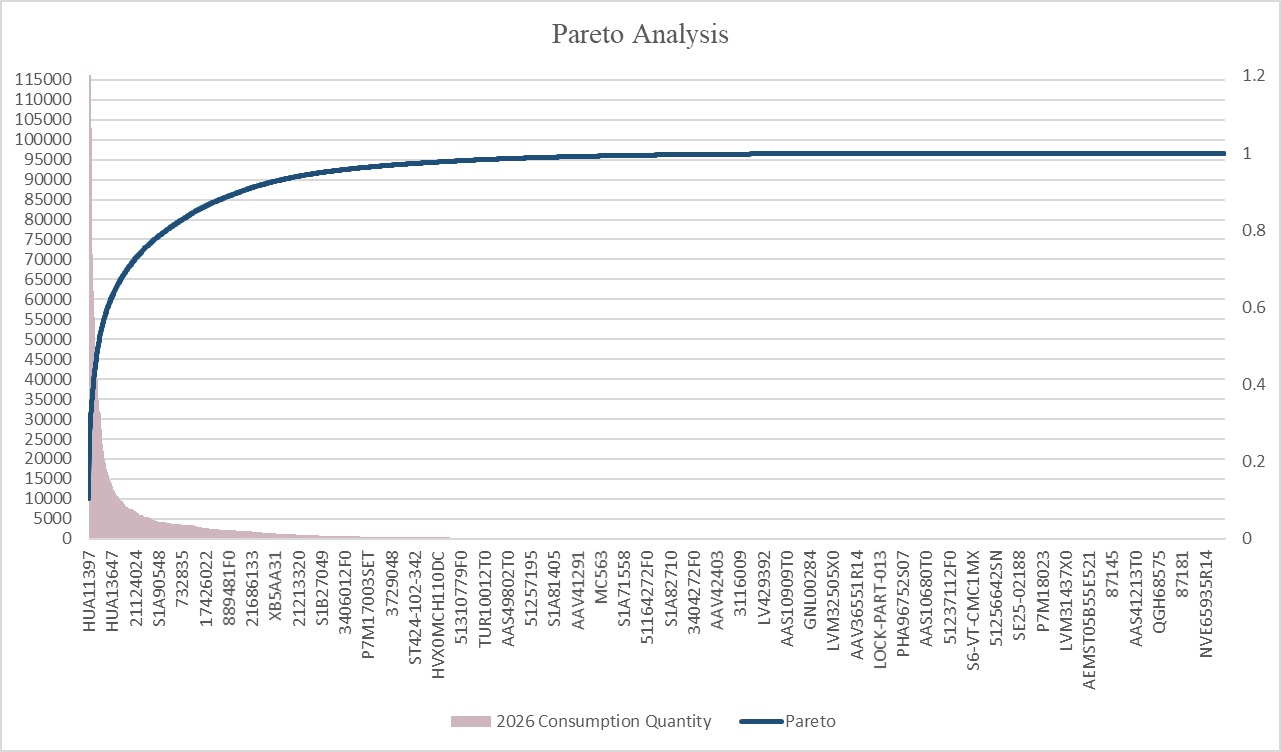 Pareto Analysis
115000
110000
105000
100000
95000
90000
85000
80000
75000
70000
65000
60000
55000
50000
45000
40000
35000
30000
25000
20000
15000
10000
5000
0
1.2
1
0.8
0.6
0.4
0.2
0
HUA11397
HUA13647
21124024
S1A90548
732835
17426022
889481F0
21686133
XB5AA31
21213320
S1B27049
3406012F0
P7M17003SET
3729048
ST424-102-342
HVX0MCH110DC
51310779F0
TUR10012T0
AAS49802T0
51257195
S1A81405
AAV41291
MC563
S1A71558
51164272F0
S1A82710
3404272F0
AAV42403
3116009
LV429392
AAS10909T0
GNL00284
LVM32505X0
AAV36551R14
LOCK-PART-013
PHA96752S07
AAS10680T0
51237112F0
S6-VT-CMC1MX
51256642SN
SE25-02188
P7M18023
LVM31437X0
87145
AEMST05B55E521
AAS41213T0
QGH68575
87181
NVE65935R14
2026 Consumption Quantity
Pareto